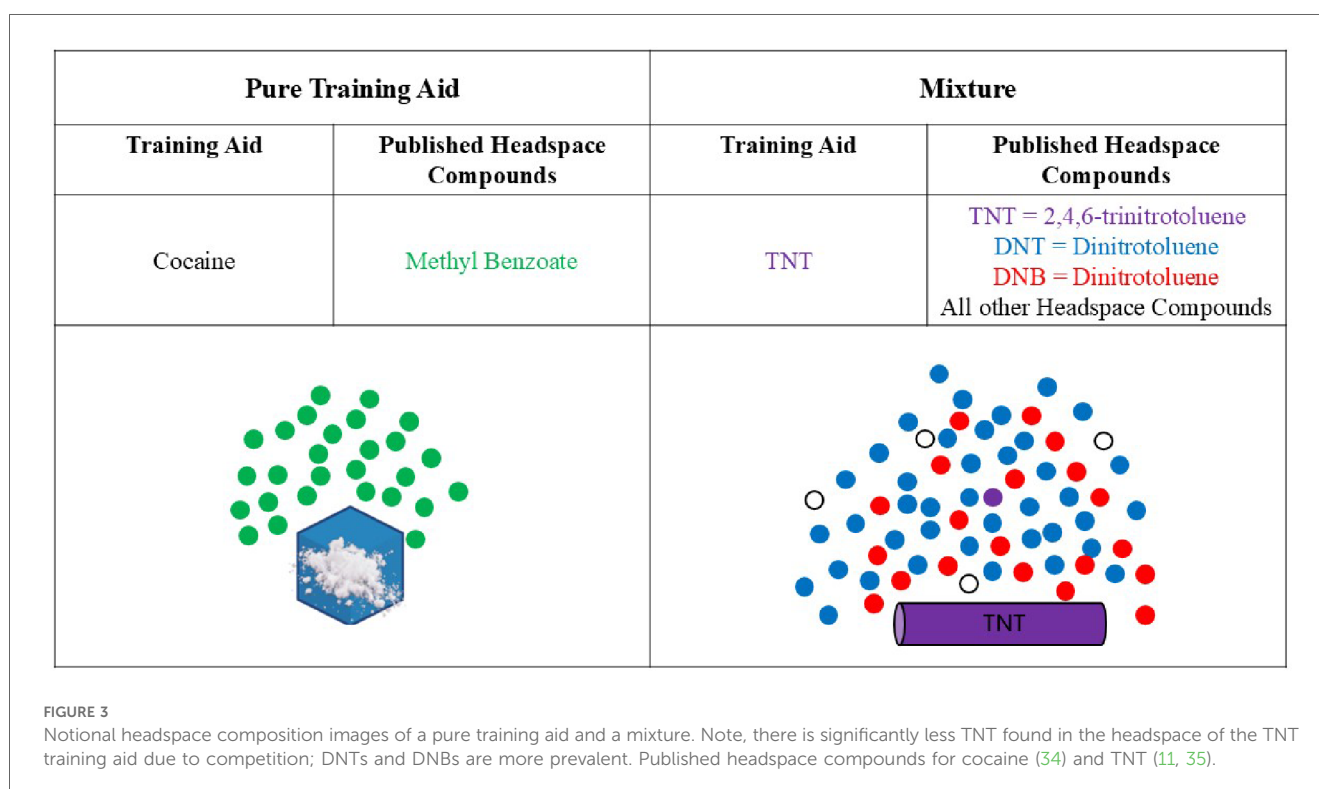 Pure Training Aid
Mixture
Training Aid
Published Headspace
Compounds
Training Aid
Published Headspace
Compounds
Cocaine
Methyl Benzoate
TNT
TNT = 2,4,6-trinitrotoluene
DNT = Dinitrotoluene
DNB = Dinitrotoluene
All other Headspace Compounds
TNT
FIGURE 3
Notional headspace composition images of a pure training aid and a mixture. Note, there is significantly less TNT found in the headspace of the TNT
training aid due to competition; DNTs and DNBs are more prevalent. Published headspace compounds for cocaine (34) and TNT (11, 35).